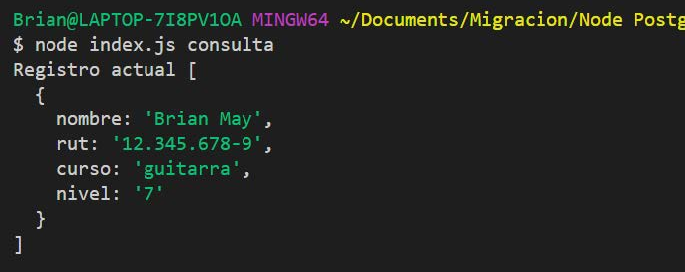 Brian@LAPTOP-7I8PV1OA MINGW64 ~/Documents/Migracion/Node Postg
$ node index.js consulta
Registro actual [
  {
    nombre: 'Brian May',
    rut: '12.345.678-9',
    curso: 'guitarra',
    nivel: '7'
  }
]